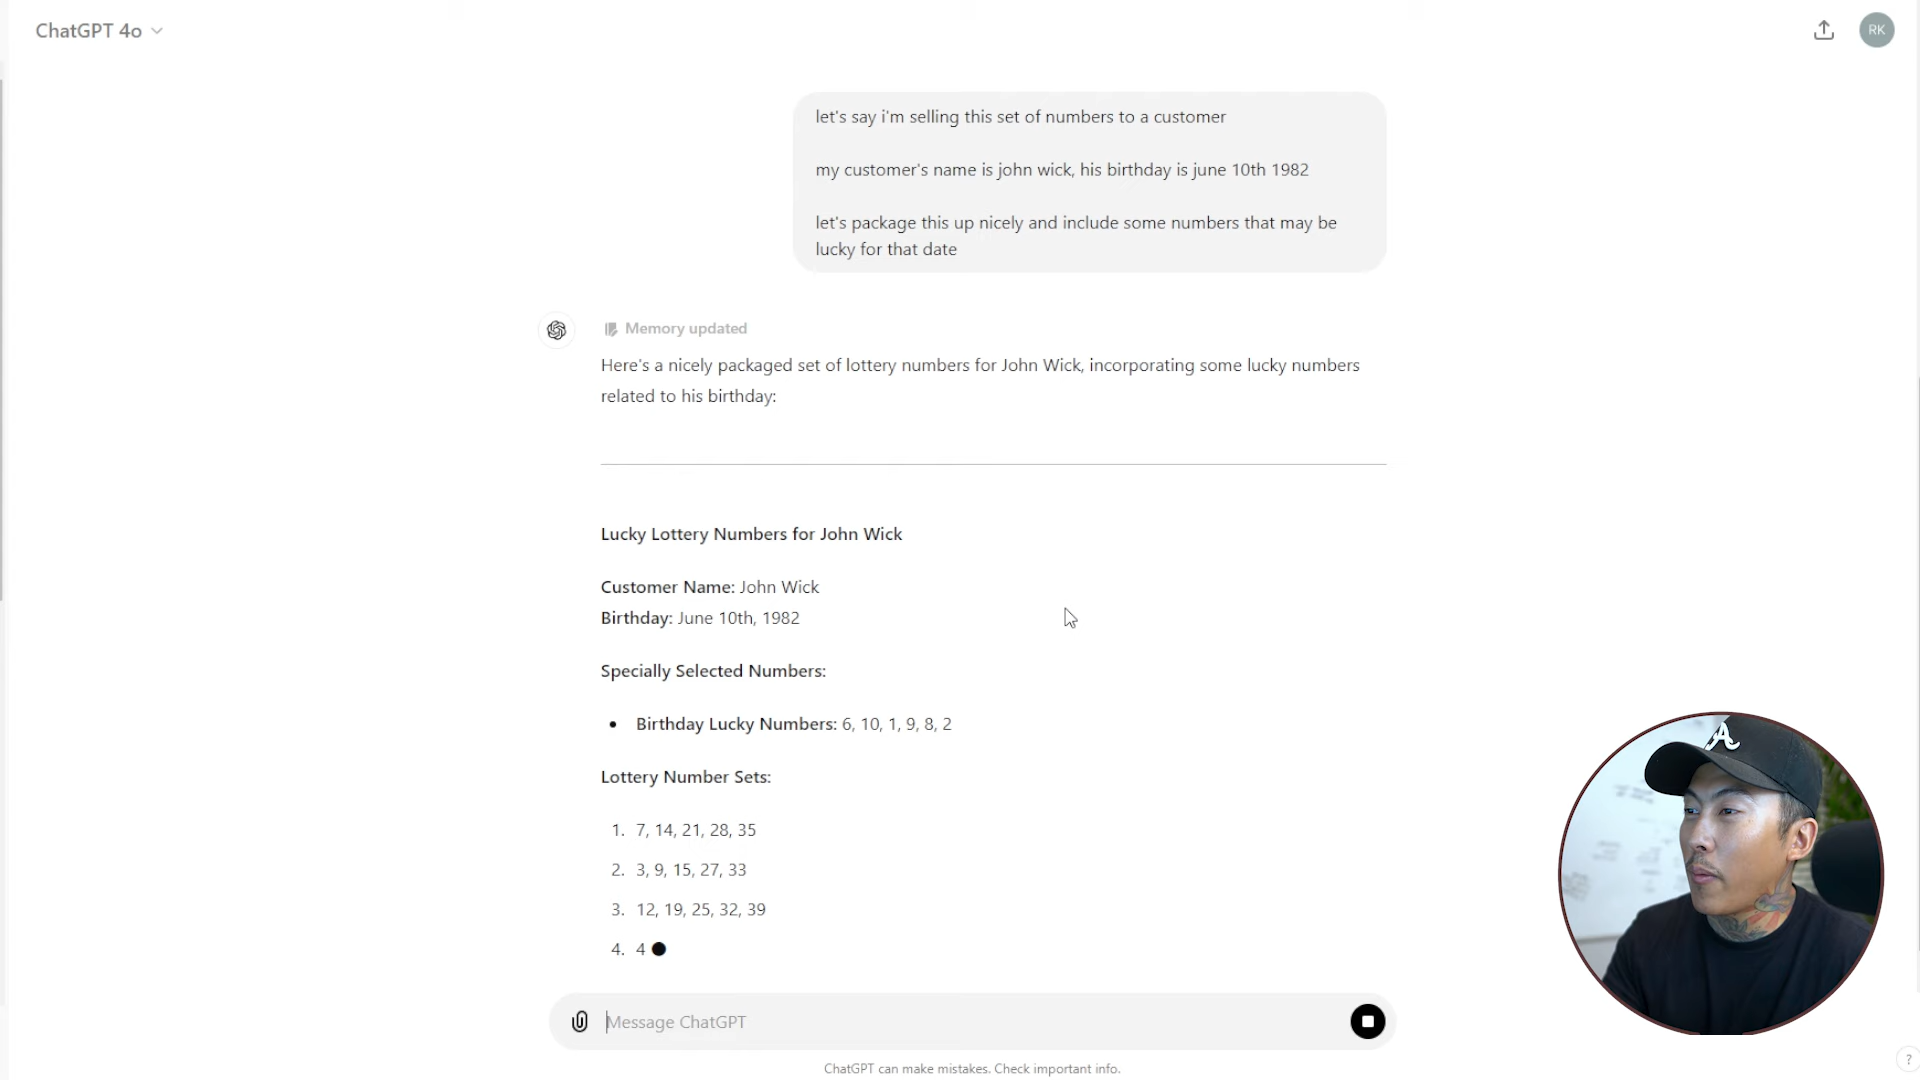 ChatGPT 4o
RK
let's say i'm selling this set of numbers to a customer
my customer's name is john wick, his birthday is june 10th 1982
let's package this up nicely and include some numbers that may be
lucky for that date
Memory updated
Here's a nicely packaged set of lottery numbers for John Wick, incorporating some lucky numbers
related to his birthday:
Lucky Lottery Numbers for John Wick
Customer Name: John Wick
Birthday: June 10th, 1982
Specially Selected Numbers:
• Birthday Lucky Numbers: 6, 10, 1, 9, 8, 2
Lottery Number Sets:
1. 7, 14, 21, 28, 35
2. 3, 9, 15, 27, 33
3. 12, 19, 25, 32, 39
4. 4
A
Message ChatGPT
ChatGPT can make mistakes. Check important info.
?